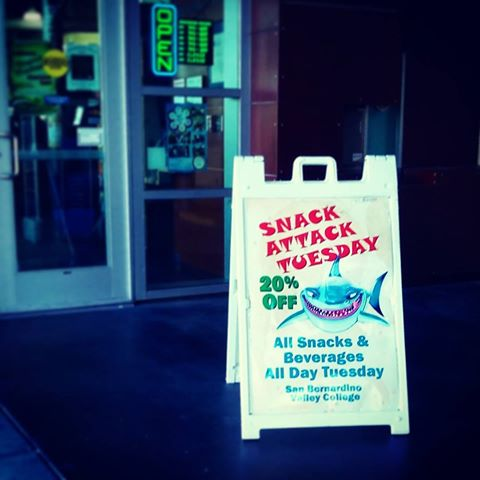 OPEN
SNACK
ATTACK
TUESDAY
20%
OFF
All Snacks &
Beverages
All Day Tuesday
San Bernardino
Valley College